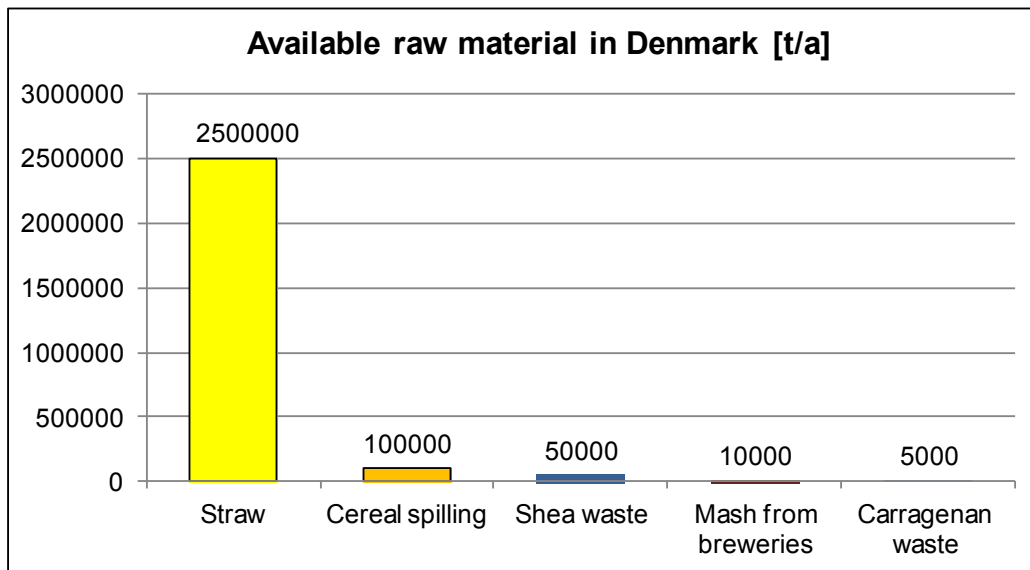 Available raw material in Denmark [t/a]
3000000
2500000
2000000
1500000
1000000
500000
0
2500000
100000
50000
10000
5000
Straw
Cereal spilling
Shea waste
Mash from
breweries
Carragenan
waste